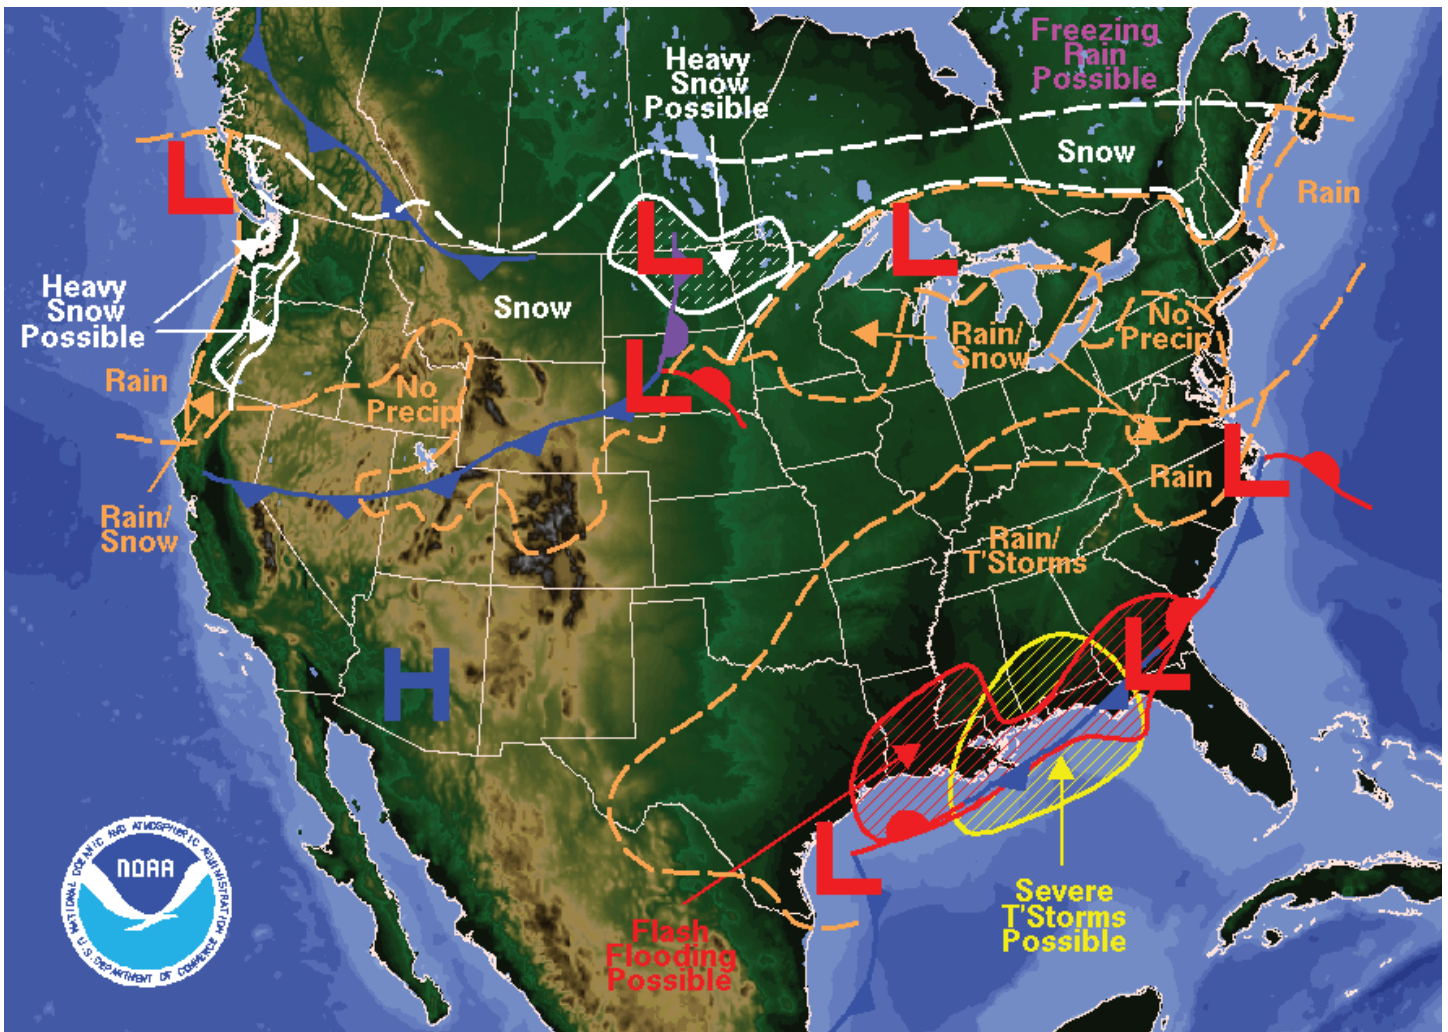 Freezing
Rain
Possible
Heavy
Snow
Possible
Snow
Rain
L
L
L
Heavy
Snow
Possible
Snow
Rain
No
Precip
Rain/
Snow
No
Precip
L
L
Rain
Rain/
Snow
Rain/
T'Storms
H
L
L
Flash
Flooding
Possible
Severe
T'Storms
Possible
NOAA
NATIONAL OCEANIC AND ATMOSPHERIC ADMINISTRATION
U.S. DEPARTMENT OF COMMERCE